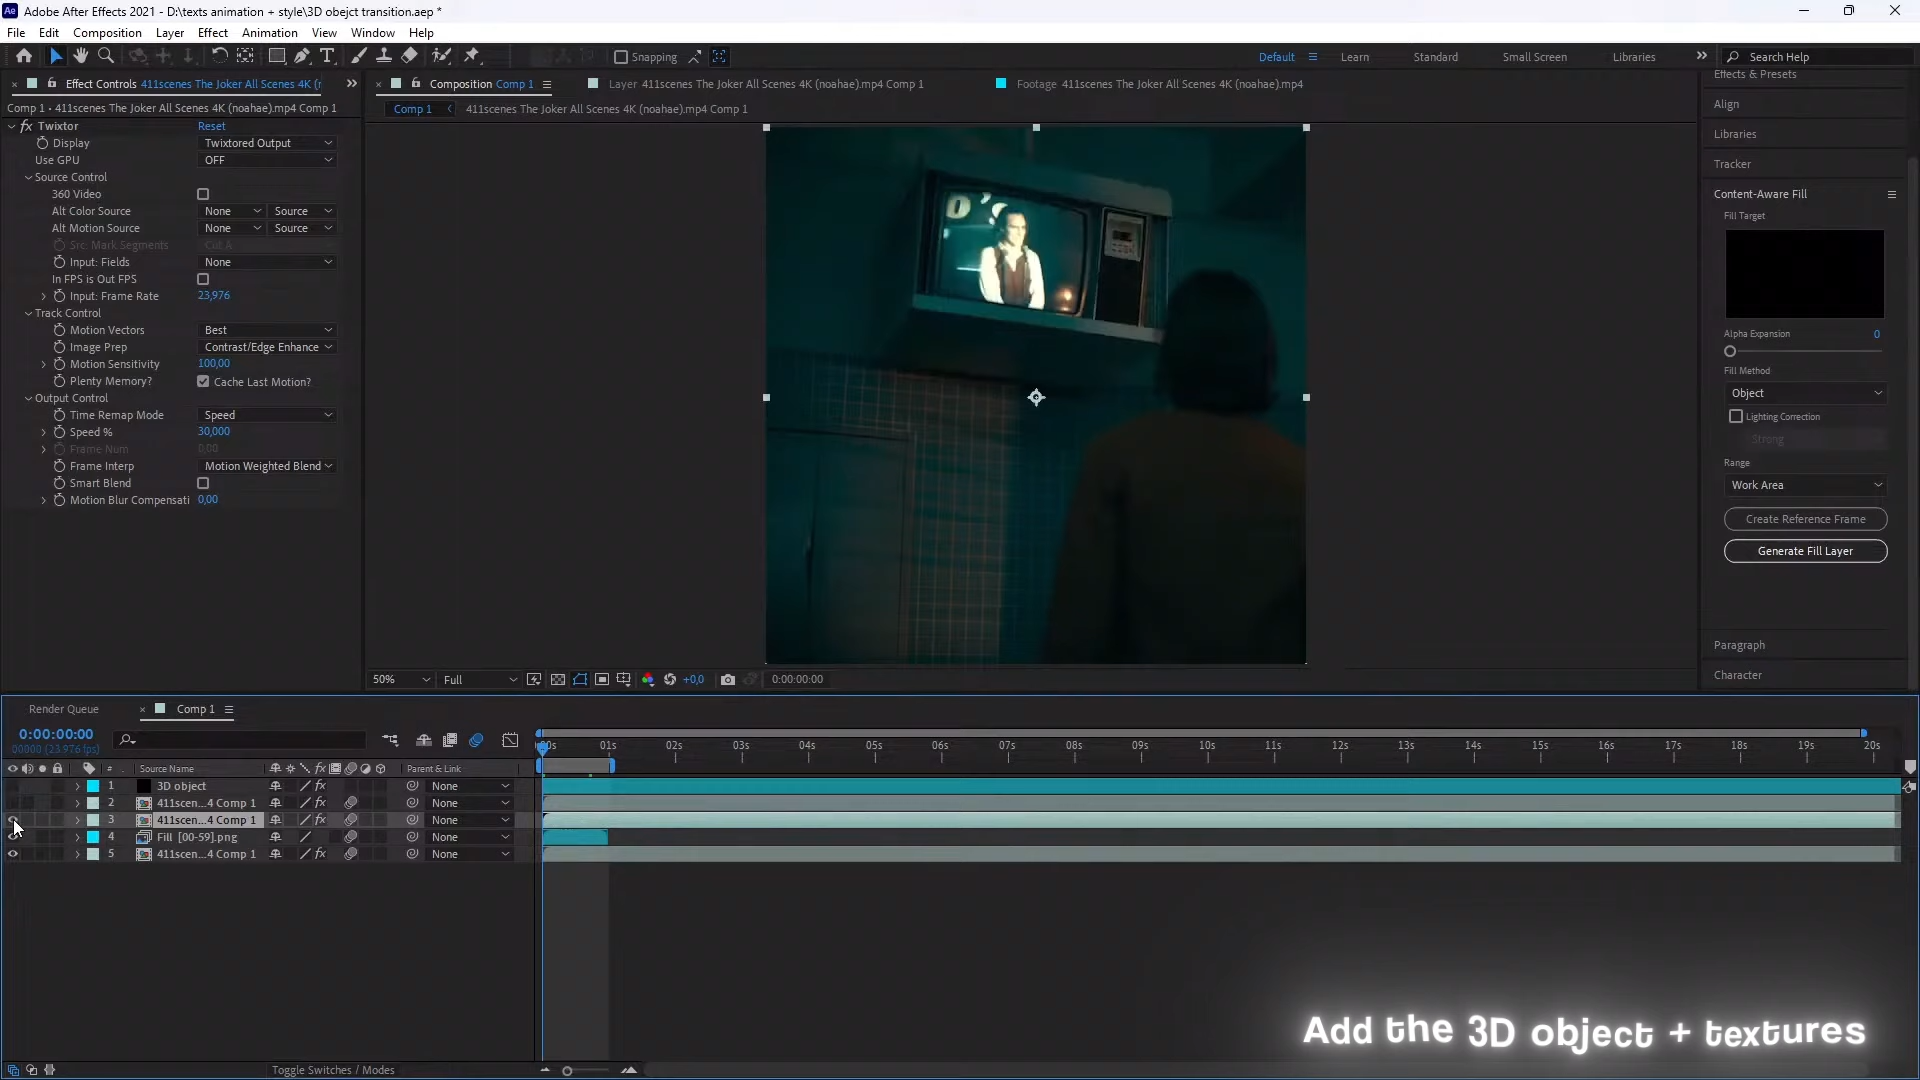 Adobe After Effects 2021 - D:\texts animation + style\3D obejct transition.aep *
File Edit Composition Layer Effect Animation View Window Help
Snapping
Default Learn Standard Small Screen Libraries Search Help
Effect Controls 411scenes The Joker All Scenes 4K (r
Composition Comp 1
Layer 411scenes The Joker All Scenes 4K (noahae).mp4 Comp 1
Footage 411scenes The Joker All Scenes 4K (noahae).mp4
Comp 1 • 411scenes The Joker All Scenes 4K (noahae).mp4 Comp 1
Comp 1 411scenes The Joker All Scenes 4K (noahae).mp4 Comp 1
fx Twixtor Reset
Display Twixtored Output
Use GPU OFF
Source Control
360 Video
Alt Color Source None Source
Alt Motion Source None Source
Src: Mark Segments Cut A
Input: Fields None
In FPS is Out FPS
Input: Frame Rate 23,976
Track Control
Motion Vectors Best
Image Prep Contrast/Edge Enhance
Motion Sensitivity 100,00
Plenty Memory? Cache Last Motion?
Output Control
Time Remap Mode Speed
Speed % 30,000
Frame Num 0,00
Frame Interp Motion Weighted Blend
Smart Blend
Motion Blur Compensati 0,00
50% Full +0,0 0:00:00:00
Effects & Presets
Align
Libraries
Tracker
Content-Aware Fill
Fill Target
Alpha Expansion 0
Fill Method
Object
Lighting Correction
Strong
Range
Work Area
Create Reference Frame
Generate Fill Layer
Paragraph
Character
Render Queue Comp 1
0:00:00:00
00000 (23.976 fps)
00s 01s 02s 03s 04s 05s 06s 07s 08s 09s 10s 11s 12s 13s 14s 15s 16s 17s 18s 19s 20s
# Source Name fx Parent & Link
1 3D object fx None
2 411scen...4 Comp 1 fx None
3 411scen...4 Comp 1 fx None
4 Fill [00-59].png None
5 411scen...4 Comp 1 fx None
Toggle Switches / Modes
Add the 3D object + textures